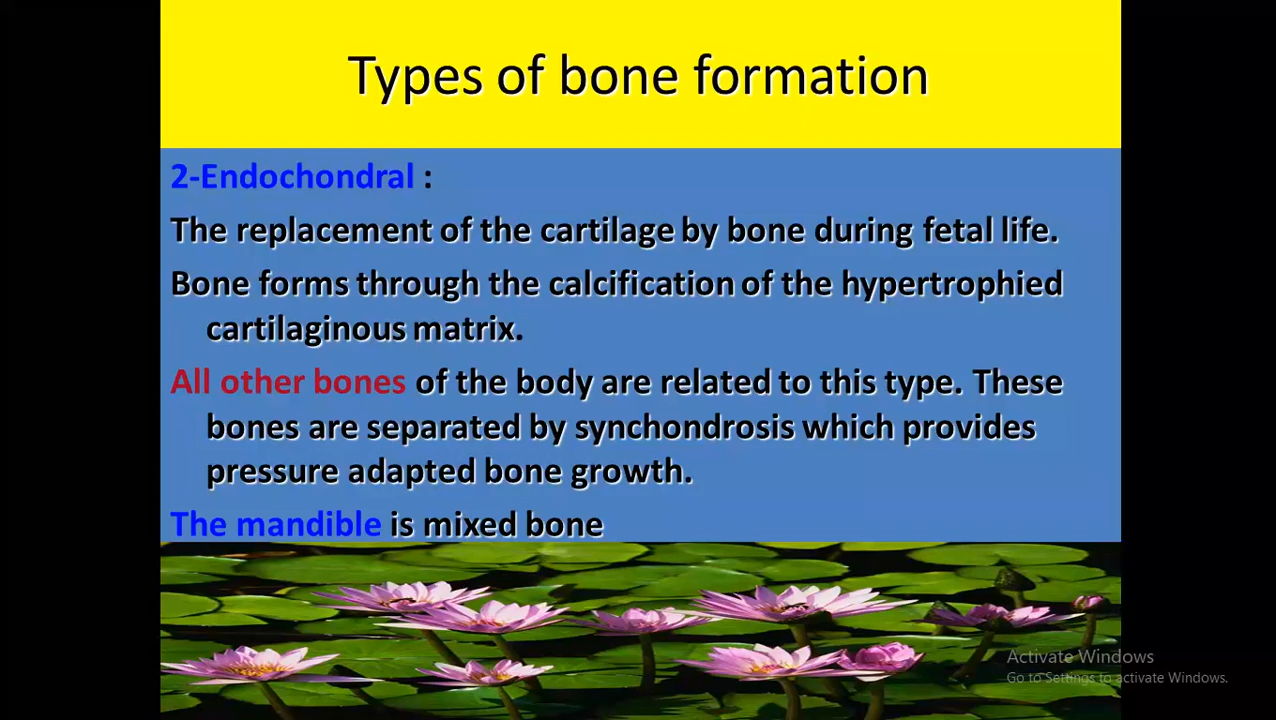 Types of bone formation
2-Endochondral :
The replacement of the cartilage by bone during fetal life.
Bone forms through the calcification of the hypertrophied
cartilaginous matrix.
All other bones of the body are related to this type. These
bones are separated by synchondrosis which provides
pressure adapted bone growth.
The mandible is mixed bone
Activate Windows
Go to Settings to activate Windows.